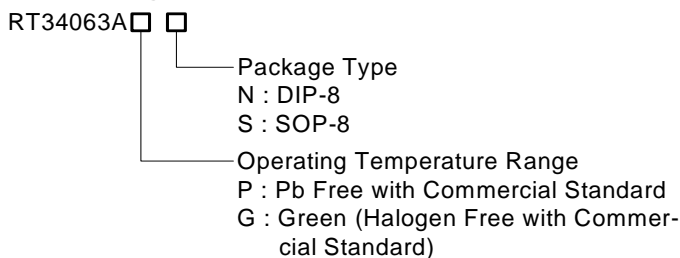 RT34063A
Package Type
N : DIP-8
S : SOP-8
Operating Temperature Range
P : Pb Free with Commercial Standard
G : Green (Halogen Free with Commer-
cial Standard)